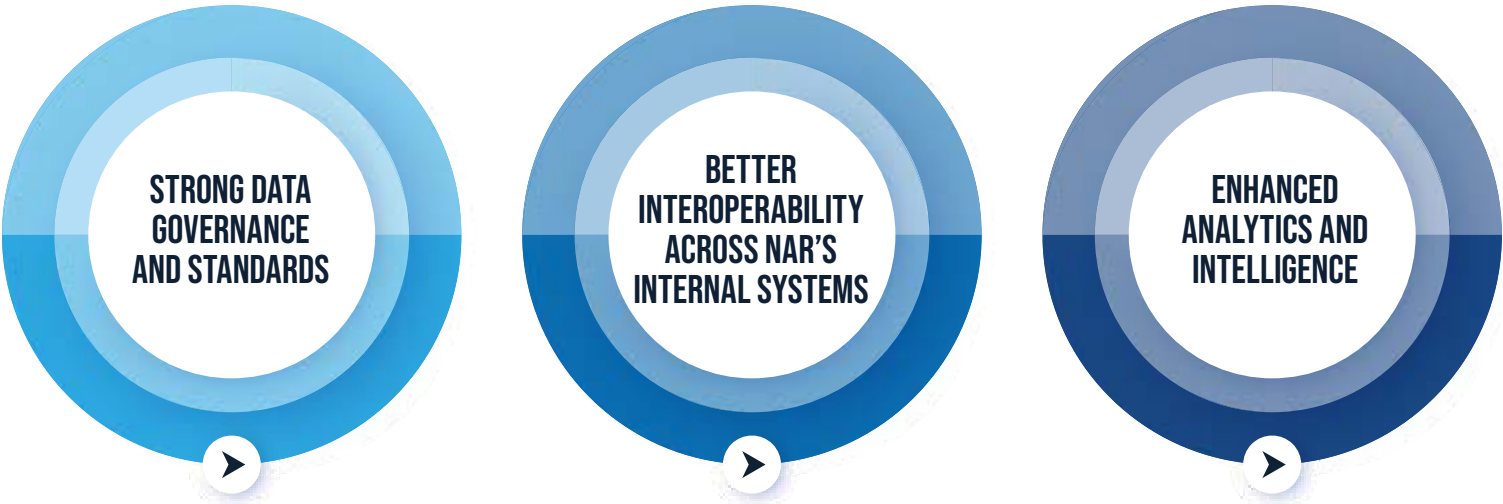 STRONG DATA
GOVERNANCE
AND STANDARDS
BETTER
INTEROPERABILITY
ACROSS NAR’S
INTERNAL SYSTEMS
ENHANCED
ANALYTICS AND
INTELLIGENCE